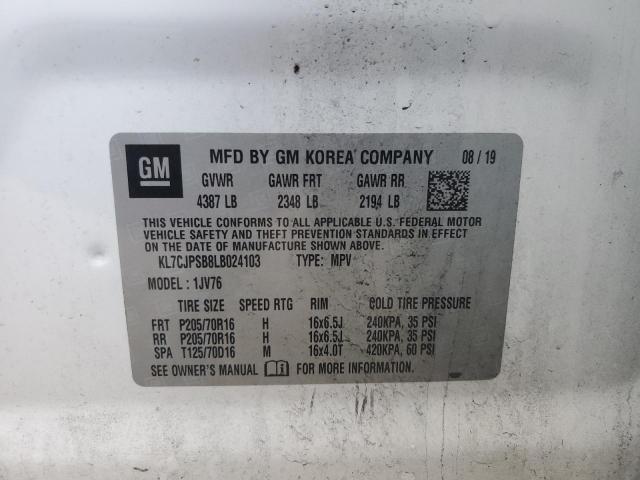 GM MFD BY GM KOREA COMPANY 08 / 19
GVWR GAWR FRT GAWR RR
4387 LB 2348 LB 2194 LB
THIS VEHICLE CONFORMS TO ALL APPLICABLE U.S. FEDERAL MOTOR
VEHICLE SAFETY AND THEFT PREVENTION STANDARDS IN EFFECT
ON THE DATE OF MANUFACTURE SHOWN ABOVE.
KL7CJPSB8LB024103 TYPE: MPV
MODEL : 1JV76
TIRE SIZE SPEED RTG RIM COLD TIRE PRESSURE
FRT P205/70R16 H 16x6.5J 240KPA, 35 PSI
RR P205/70R16 H 16x6.5J 240KPA, 35 PSI
SPA T125/70D16 M 16x4.0T 420KPA, 60 PSI
SEE OWNER'S MANUAL FOR MORE INFORMATION.